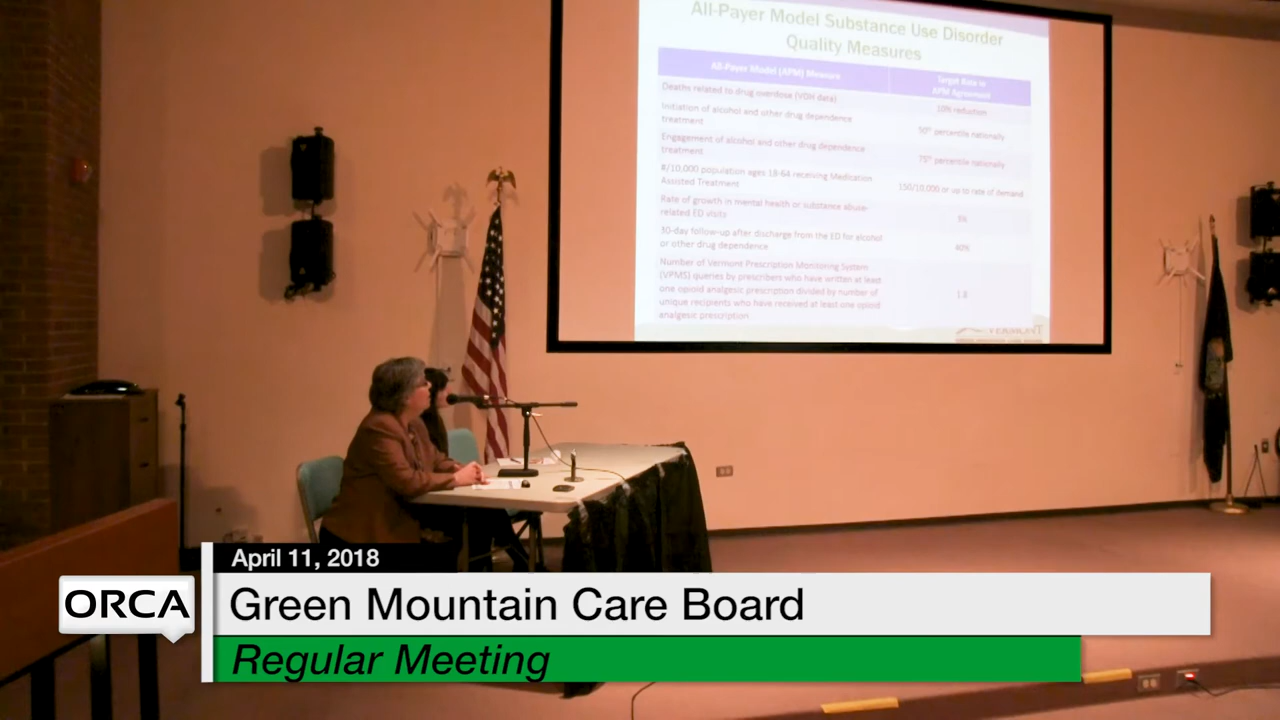 All-Payer Model Substance Use Disorder
Quality Measures
All-Payer Model (APM) Measure
Target Rate in
APM Agreement
Deaths related to drug overdose (VDH data)
10% reduction
Initiation of alcohol and other drug dependence
treatment
90th percentile nationally
Engagement of alcohol and other drug dependence
treatment
75th percentile nationally
#/10,000 population ages 18-64 receiving Medication
Assisted Treatment
150/10,000 or up to rate of demand
Rate of growth in mental health or substance abuse-
related ED visits
30-day follow-up after discharge from the ED for alcohol
or other drug dependence
40%
Number of Vermont Prescription Monitoring System
(VPMS) queries by prescribers who have written at least
one opioid analgesic prescription divided by number of
unique recipients who have received at least one opioid
analgesic prescription
1.8
VERMONT
April 11, 2018
ORCA
Green Mountain Care Board
Regular Meeting